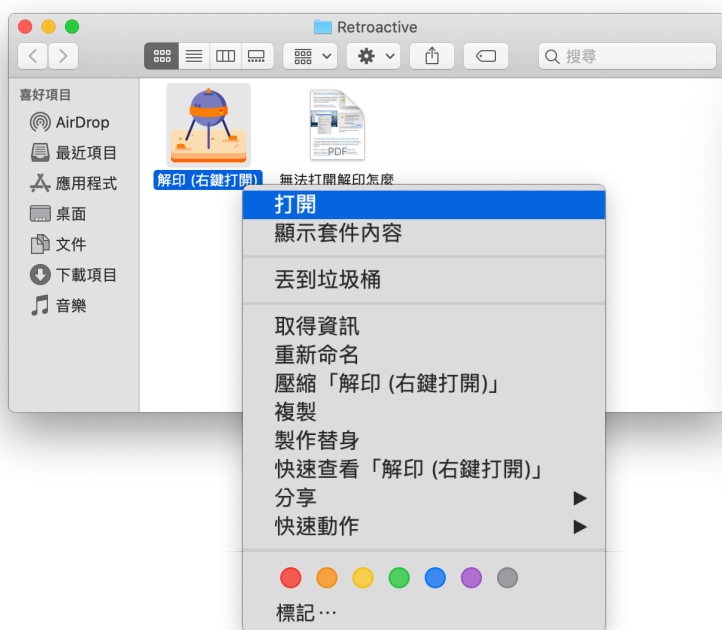 Retroactive
搜尋
喜好項目
AirDrop
最近項目
應用程式
桌面
文件
下載項目
音樂
PDF
解印 (右鍵打開)
無法打開解印怎麼
打開
顯示套件內容
丟到垃圾桶
取得資訊
重新命名
壓縮「解印 (右鍵打開)」
複製
製作替身
快速查看「解印 (右鍵打開)」
分享
快速動作
標記⋯